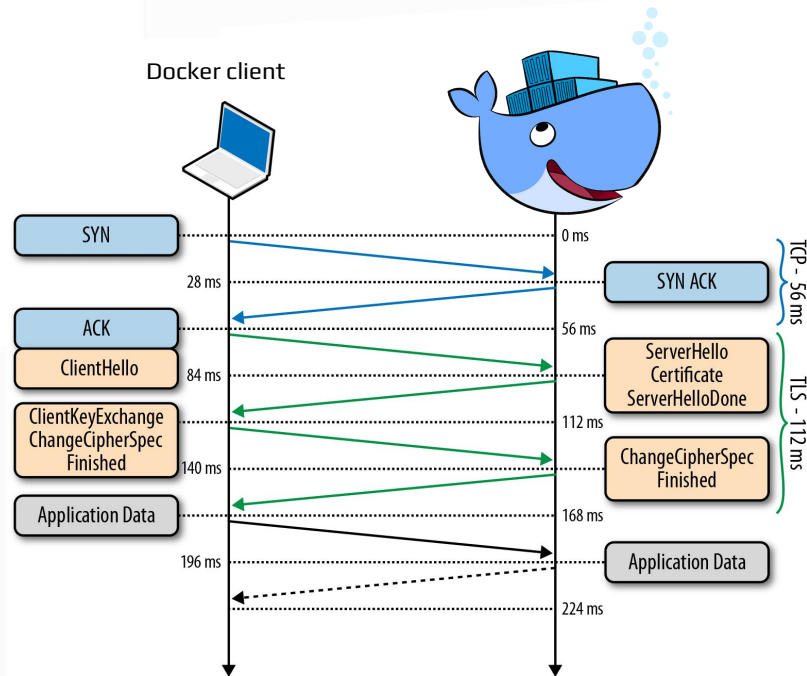 Docker client
SYN
0 ms
28 ms
SYN ACK
TCP - 56 ms
ACK
56 ms
ClientHello
84 ms
ServerHello
Certificate
ServerHelloDone
TLS - 112 ms
ClientKeyExchange
ChangeCipherSpec
Finished
112 ms
140 ms
ChangeCipherSpec
Finished
Application Data
168 ms
196 ms
Application Data
224 ms